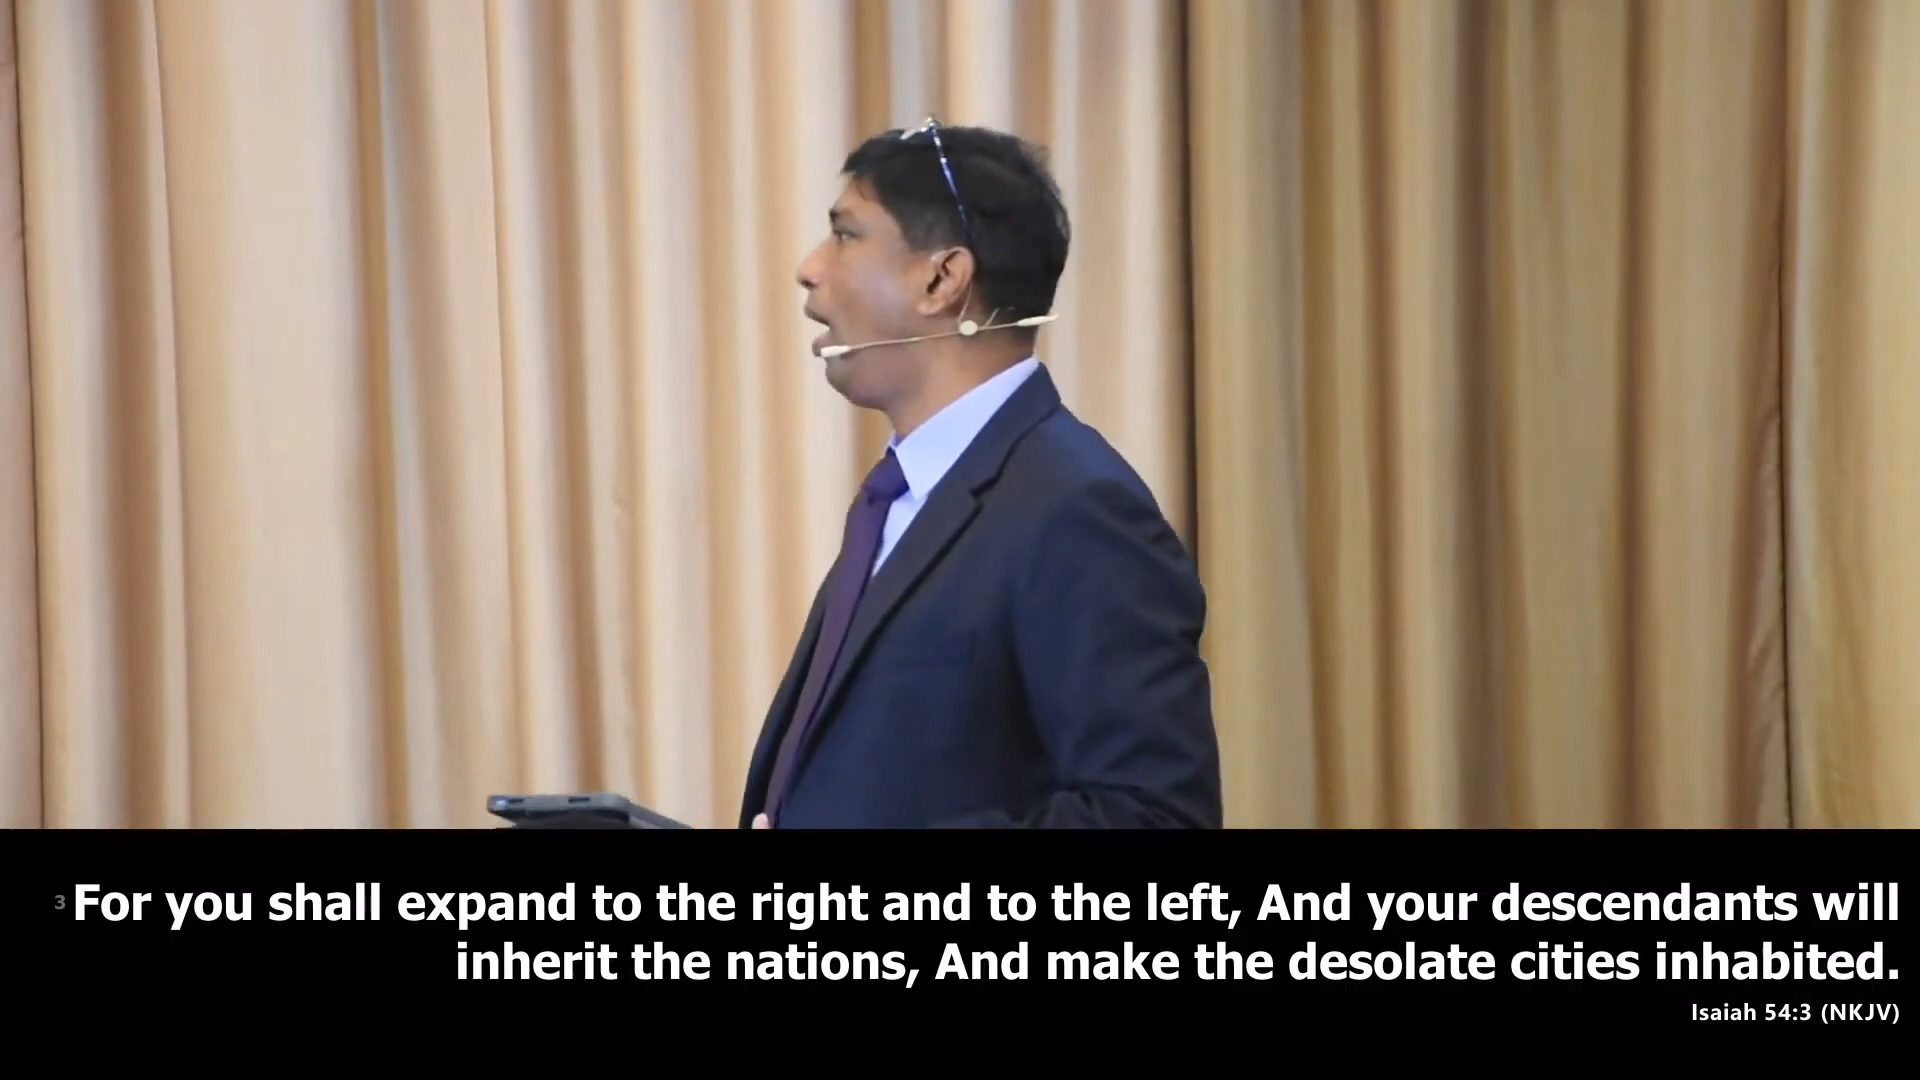 3 For you shall expand to the right and to the left, And your descendants will
inherit the nations, And make the desolate cities inhabited.
Isaiah 54:3 (NKJV)